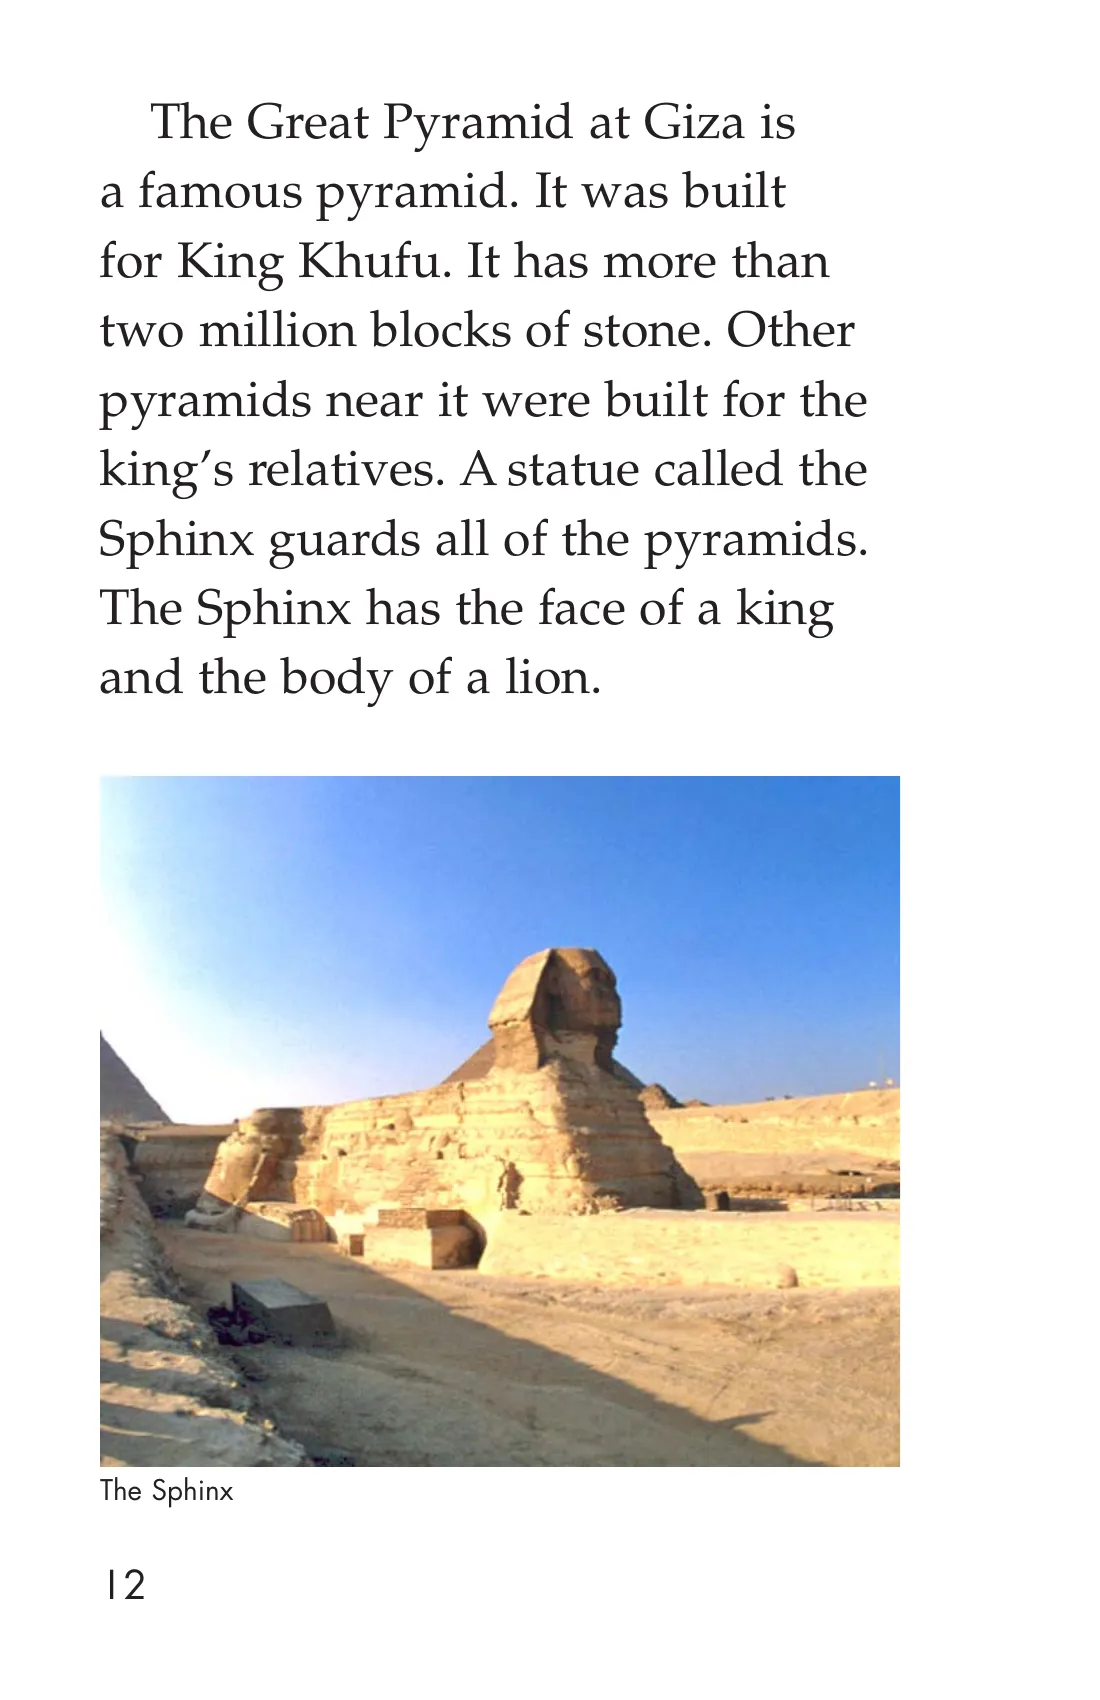 The Great Pyramid at Giza is
a famous pyramid. It was built
for King Khufu. It has more than
two million blocks of stone. Other
pyramids near it were built for the
king’s relatives. A statue called the
Sphinx guards all of the pyramids.
The Sphinx has the face of a king
and the body of a lion.
The Sphinx
12